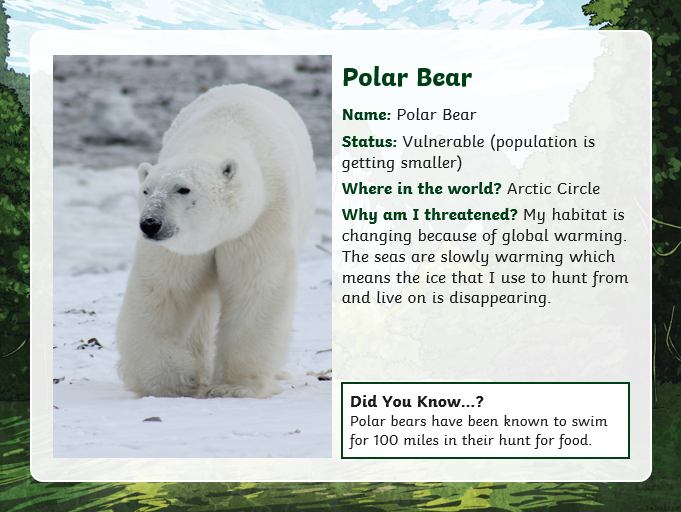 Polar Bear
Name: Polar Bear
Status: Vulnerable (population is
getting smaller)
Where in the world? Arctic Circle
Why am I threatened? My habitat is
changing because of global warming.
The seas are slowly warming which
means the ice that I use to hunt from
and live on is disappearing.
Did You Know...?
Polar bears have been known to swim
for 100 miles in their hunt for food.